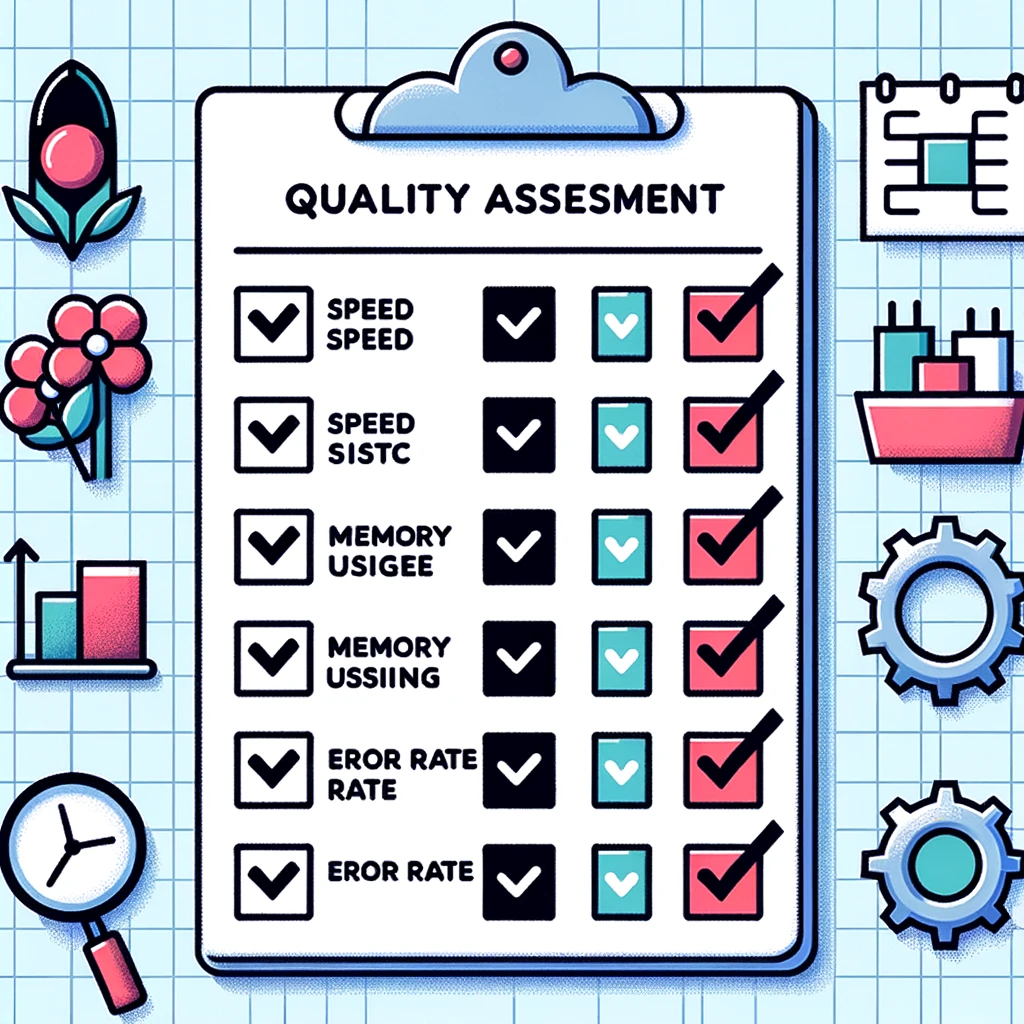 QUALITY ASSESMENT
SPEED
SPEED
SPEED
SISTC
MEMORY
USIGEE
MEMORY
USSIING
EROR RATE
RATE
EROR RATE